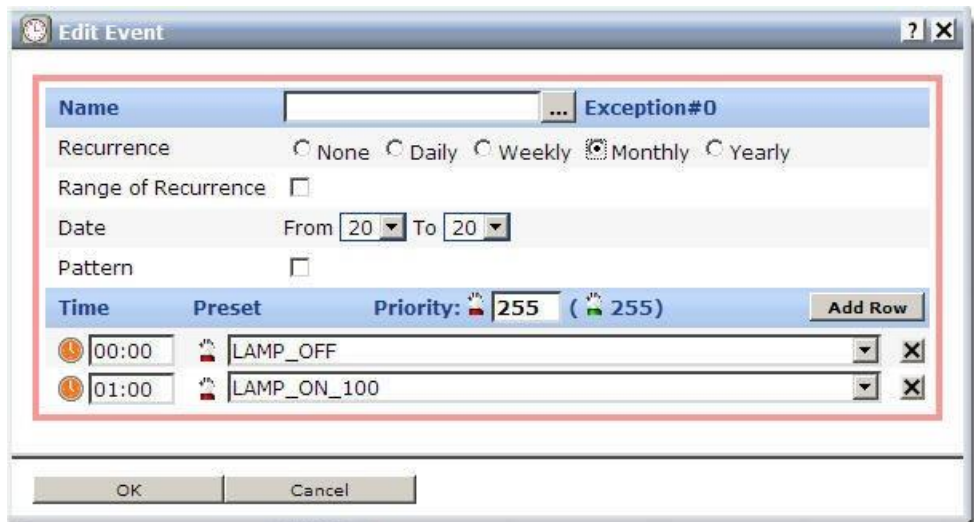 Edit Event ? X
Name ... Exception#0
Recurrence None Daily Weekly Monthly Yearly
Range of Recurrence
Date From 20 To 20
Pattern
Time Preset Priority: 255 ( 255) Add Row
00:00 LAMP_OFF X
01:00 LAMP_ON_100 X
OK Cancel